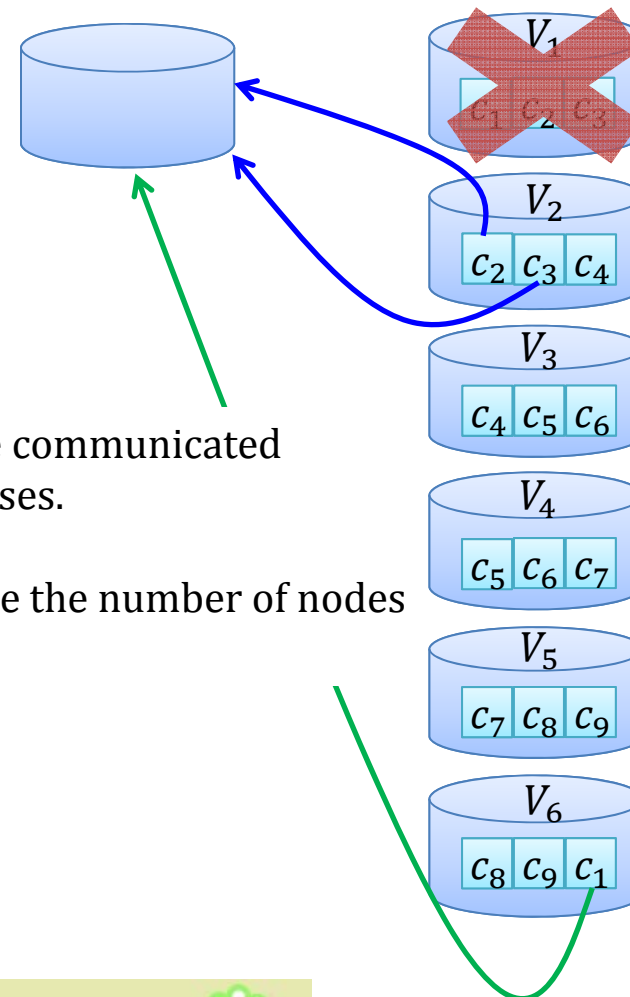 V₁
c₁ c₂ c₃
V₂
c₂ c₃ c₄
V₃
c₄ c₅ c₆
e communicated
ses.
V₄
c₅ c₆ c₇
e the number of nodes
V₅
c₇ c₈ c₉
V₆
c₈ c₉ c₁